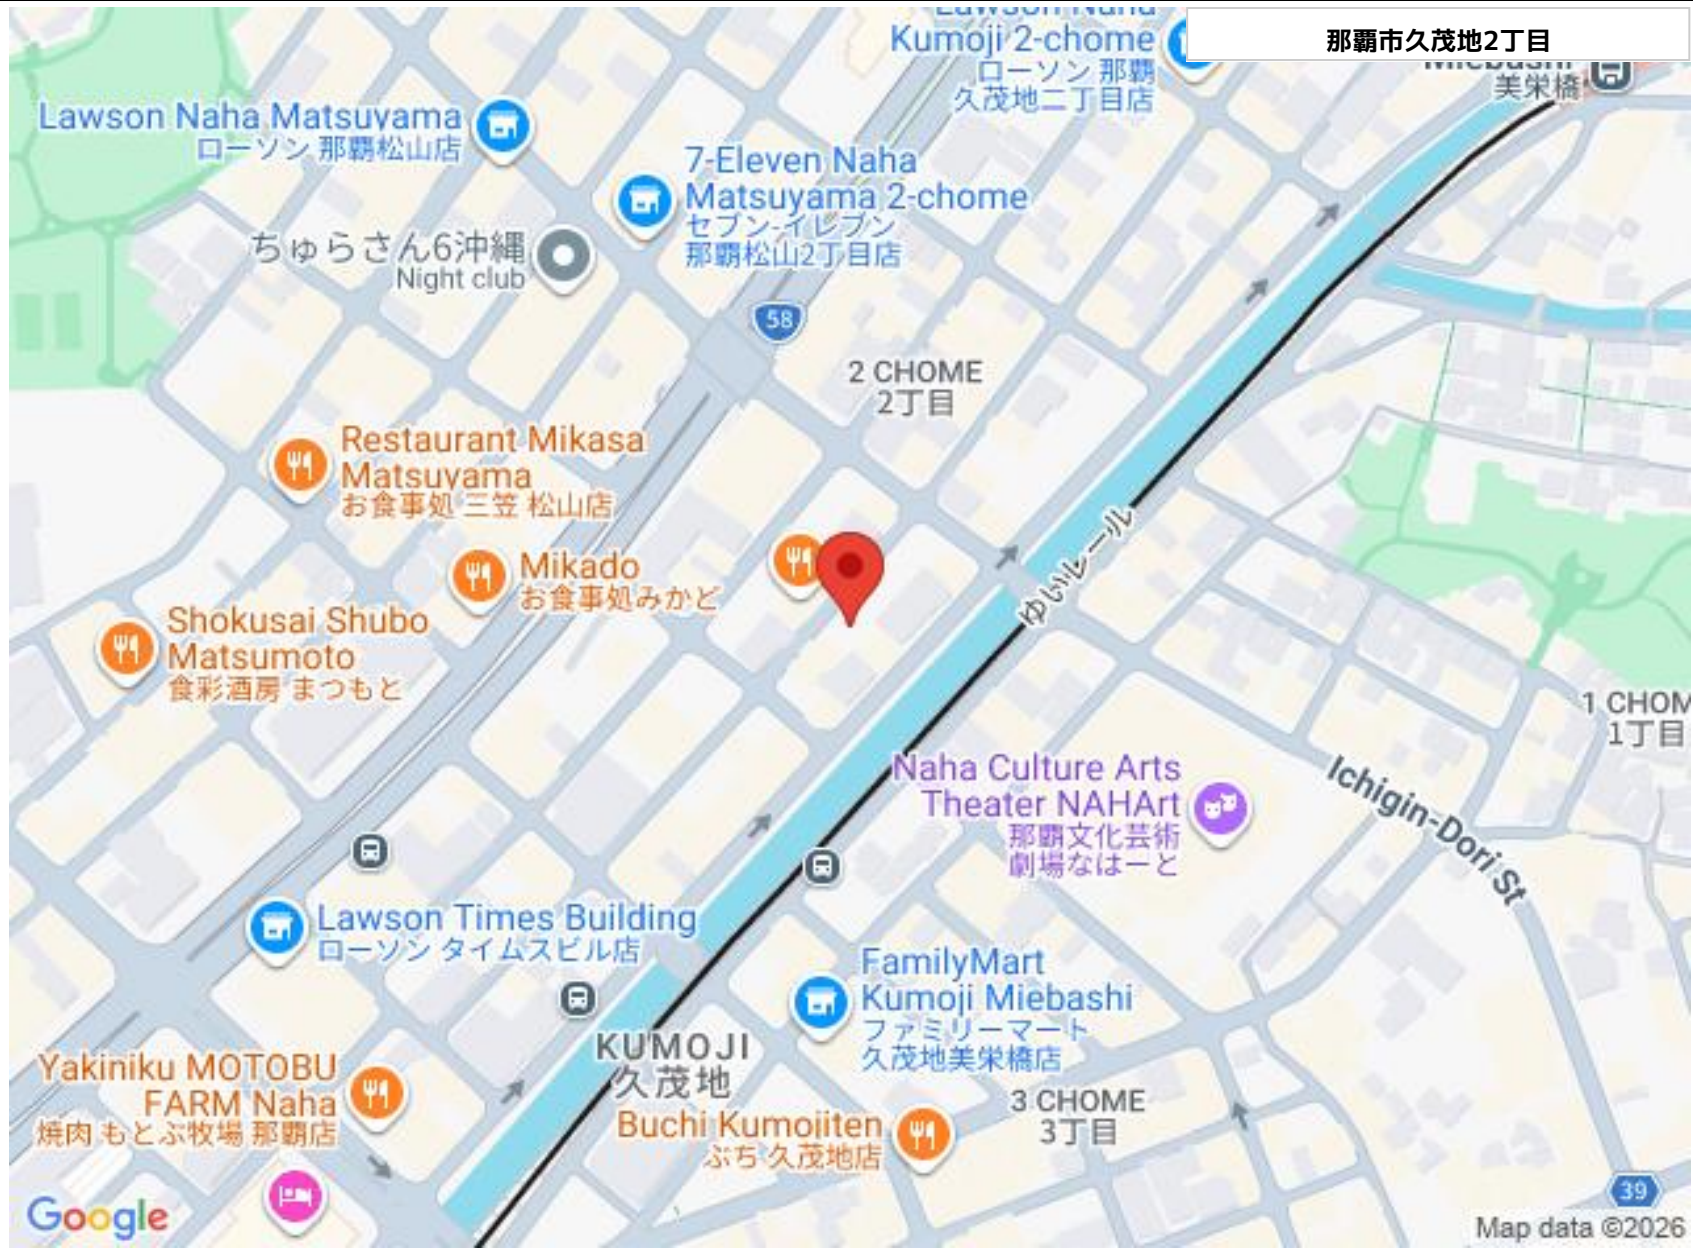 那覇市久茂地2丁目
Lawson Naha
Kumoji 2-chome
ローソン 那覇
久茂地二丁目店
Miebashi
美栄橋
Lawson Naha Matsuyama
ローソン 那覇松山店
7-Eleven Naha
Matsuyama 2-chome
セブン-イレブン
那覇松山2丁目店
ちゅらさん6沖縄
Night club
58
2 CHOME
2丁目
Restaurant Mikasa
Matsuyama
お食事処 三笠 松山店
Mikado
お食事処みかど
ゆいレール
Shokusai Shubo
Matsumoto
食彩酒房 まつもと
1 CHOM
1丁目
Ichigin-Dori St
Naha Culture Arts
Theater NAHArt
那覇文化芸術
劇場なはーと
Lawson Times Building
ローソン タイムスビル店
FamilyMart
Kumoji Miebashi
ファミリーマート
久茂地美栄橋店
KUMOJI
久茂地
Yakiniku MOTOBU
FARM Naha
焼肉 もとぶ牧場 那覇店
Buchi Kumojiten
ぶち 久茂地店
3 CHOME
3丁目
39
Google
Map data ©2026